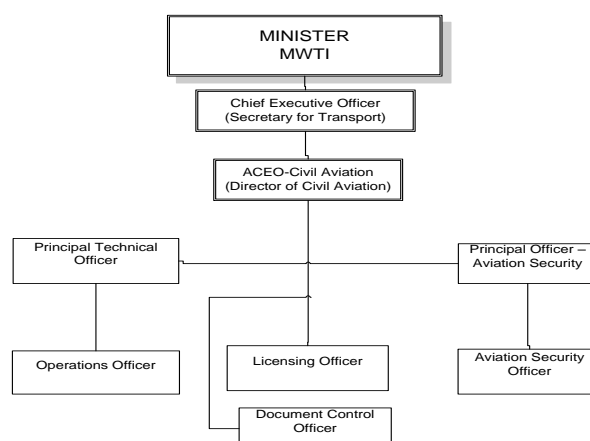 MINISTER
MWTI
Chief Executive Officer
(Secretary for Transport)
ACEO-Civil Aviation
(Director of Civil Aviation)
Principal Technical
Officer
Principal Officer –
Aviation Security
Operations Officer
Licensing Officer
Aviation Security
Officer
Document Control
Officer